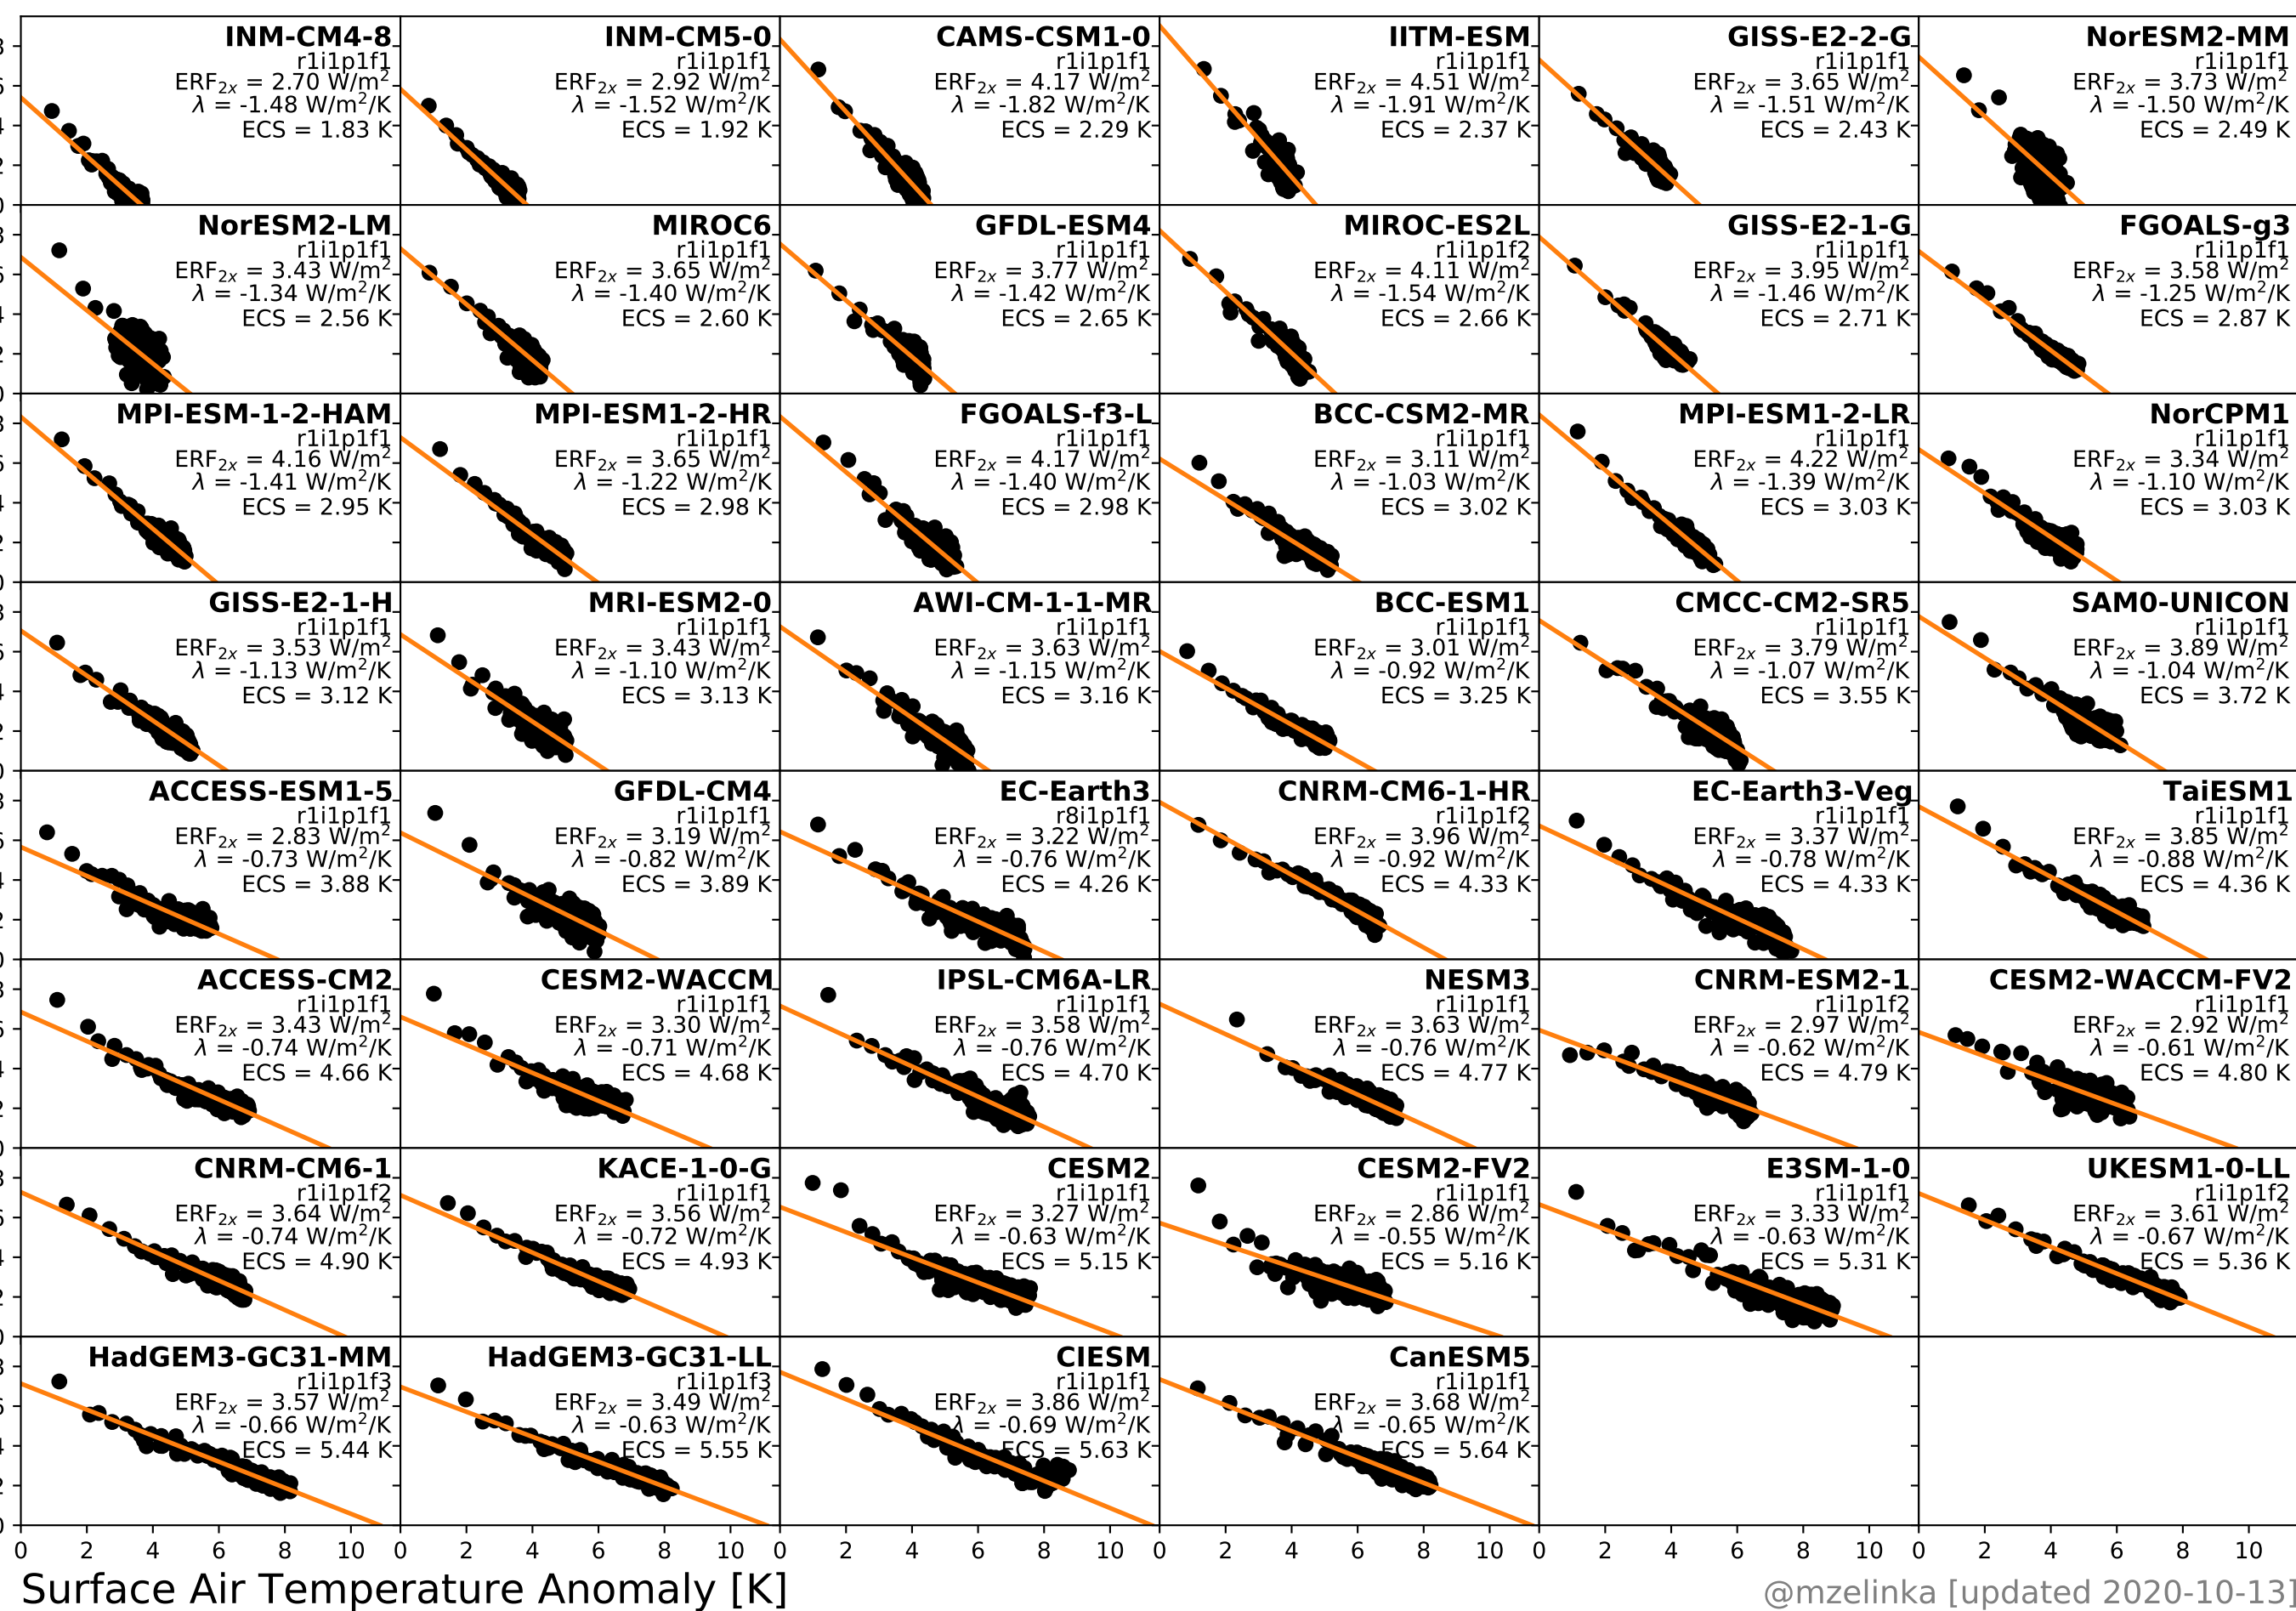 INM-CM4-8
r1i1p1f1
ERF2x = 2.70 W/m2
λ = -1.48 W/m2/K
ECS = 1.83 K
INM-CM5-0
r1i1p1f1
ERF2x = 2.92 W/m2
λ = -1.52 W/m2/K
ECS = 1.92 K
CAMS-CSM1-0
r1i1p1f1
ERF2x = 4.17 W/m2
λ = -1.82 W/m2/K
ECS = 2.29 K
IITM-ESM
r1i1p1f1
ERF2x = 4.51 W/m2
λ = -1.91 W/m2/K
ECS = 2.37 K
GISS-E2-2-G
r1i1p1f1
ERF2x = 3.65 W/m2
λ = -1.51 W/m2/K
ECS = 2.43 K
NorESM2-MM
r1i1p1f1
ERF2x = 3.73 W/m2
λ = -1.50 W/m2/K
ECS = 2.49 K
NorESM2-LM
r1i1p1f1
ERF2x = 3.43 W/m2
λ = -1.34 W/m2/K
ECS = 2.56 K
MIROC6
r1i1p1f1
ERF2x = 3.65 W/m2
λ = -1.40 W/m2/K
ECS = 2.60 K
GFDL-ESM4
r1i1p1f1
ERF2x = 3.77 W/m2
λ = -1.42 W/m2/K
ECS = 2.65 K
MIROC-ES2L
r1i1p1f2
ERF2x = 4.11 W/m2
λ = -1.54 W/m2/K
ECS = 2.66 K
GISS-E2-1-G
r1i1p1f1
ERF2x = 3.95 W/m2
λ = -1.46 W/m2/K
ECS = 2.71 K
FGOALS-g3
r1i1p1f1
ERF2x = 3.58 W/m2
λ = -1.25 W/m2/K
ECS = 2.87 K
MPI-ESM-1-2-HAM
r1i1p1f1
ERF2x = 4.16 W/m2
λ = -1.41 W/m2/K
ECS = 2.95 K
MPI-ESM1-2-HR
r1i1p1f1
ERF2x = 3.65 W/m2
λ = -1.22 W/m2/K
ECS = 2.98 K
FGOALS-f3-L
r1i1p1f1
ERF2x = 4.17 W/m2
λ = -1.40 W/m2/K
ECS = 2.98 K
BCC-CSM2-MR
r1i1p1f1
ERF2x = 3.11 W/m2
λ = -1.03 W/m2/K
ECS = 3.02 K
MPI-ESM1-2-LR
r1i1p1f1
ERF2x = 4.22 W/m2
λ = -1.39 W/m2/K
ECS = 3.03 K
NorCPM1
r1i1p1f1
ERF2x = 3.34 W/m2
λ = -1.10 W/m2/K
ECS = 3.03 K
GISS-E2-1-H
r1i1p1f1
ERF2x = 3.53 W/m2
λ = -1.13 W/m2/K
ECS = 3.12 K
MRI-ESM2-0
r1i1p1f1
ERF2x = 3.43 W/m2
λ = -1.10 W/m2/K
ECS = 3.13 K
AWI-CM-1-1-MR
r1i1p1f1
ERF2x = 3.63 W/m2
λ = -1.15 W/m2/K
ECS = 3.16 K
BCC-ESM1
r1i1p1f1
ERF2x = 3.01 W/m2
λ = -0.92 W/m2/K
ECS = 3.25 K
CMCC-CM2-SR5
r1i1p1f1
ERF2x = 3.79 W/m2
λ = -1.07 W/m2/K
ECS = 3.55 K
SAM0-UNICON
r1i1p1f1
ERF2x = 3.89 W/m2
λ = -1.04 W/m2/K
ECS = 3.72 K
ACCESS-ESM1-5
r1i1p1f1
ERF2x = 2.83 W/m2
λ = -0.73 W/m2/K
ECS = 3.88 K
GFDL-CM4
r1i1p1f1
ERF2x = 3.19 W/m2
λ = -0.82 W/m2/K
ECS = 3.89 K
EC-Earth3
r8i1p1f1
ERF2x = 3.22 W/m2
λ = -0.76 W/m2/K
ECS = 4.26 K
CNRM-CM6-1-HR
r1i1p1f2
ERF2x = 3.96 W/m2
λ = -0.92 W/m2/K
ECS = 4.33 K
EC-Earth3-Veg
r1i1p1f1
ERF2x = 3.37 W/m2
λ = -0.78 W/m2/K
ECS = 4.33 K
TaiESM1
r1i1p1f1
ERF2x = 3.85 W/m2
λ = -0.88 W/m2/K
ECS = 4.36 K
ACCESS-CM2
r1i1p1f1
ERF2x = 3.43 W/m2
λ = -0.74 W/m2/K
ECS = 4.66 K
CESM2-WACCM
r1i1p1f1
ERF2x = 3.30 W/m2
λ = -0.71 W/m2/K
ECS = 4.68 K
IPSL-CM6A-LR
r1i1p1f1
ERF2x = 3.58 W/m2
λ = -0.76 W/m2/K
ECS = 4.70 K
NESM3
r1i1p1f1
ERF2x = 3.63 W/m2
λ = -0.76 W/m2/K
ECS = 4.77 K
CNRM-ESM2-1
r1i1p1f2
ERF2x = 2.97 W/m2
λ = -0.62 W/m2/K
ECS = 4.79 K
CESM2-WACCM-FV2
r1i1p1f1
ERF2x = 2.92 W/m2
λ = -0.61 W/m2/K
ECS = 4.80 K
CNRM-CM6-1
r1i1p1f2
ERF2x = 3.64 W/m2
λ = -0.74 W/m2/K
ECS = 4.90 K
KACE-1-0-G
r1i1p1f1
ERF2x = 3.56 W/m2
λ = -0.72 W/m2/K
ECS = 4.93 K
CESM2
r1i1p1f1
ERF2x = 3.27 W/m2
λ = -0.63 W/m2/K
ECS = 5.15 K
CESM2-FV2
r1i1p1f1
ERF2x = 2.86 W/m2
λ = -0.55 W/m2/K
ECS = 5.16 K
E3SM-1-0
r1i1p1f1
ERF2x = 3.33 W/m2
λ = -0.63 W/m2/K
ECS = 5.31 K
UKESM1-0-LL
r1i1p1f2
ERF2x = 3.61 W/m2
λ = -0.67 W/m2/K
ECS = 5.36 K
HadGEM3-GC31-MM
r1i1p1f3
ERF2x = 3.57 W/m2
λ = -0.66 W/m2/K
ECS = 5.44 K
HadGEM3-GC31-LL
r1i1p1f3
ERF2x = 3.49 W/m2
λ = -0.63 W/m2/K
ECS = 5.55 K
CIESM
r1i1p1f1
ERF2x = 3.86 W/m2
λ = -0.69 W/m2/K
ECS = 5.63 K
CanESM5
r1i1p1f1
ERF2x = 3.68 W/m2
λ = -0.65 W/m2/K
ECS = 5.64 K
0 2 4 6 8 10 0 2 4 6 8 10 0 2 4 6 8 10 0 2 4 6 8 10 0 2 4 6 8 10 0 2 4 6 8 10
Surface Air Temperature Anomaly [K]
@mzelinka [updated 2020-10-13]